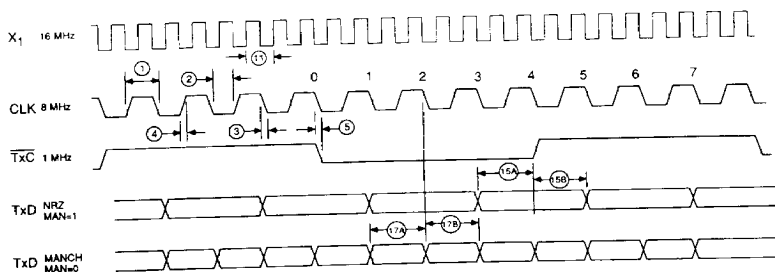 X1 16 MHz
11
1
2
0 1 2 3 4 5 6 7
CLK 8 MHz
4
3
5
TxC 1 MHz
15A
15B
TxD NRZ
MAN=1
17A
17B
TxD MANCH
MAN=0